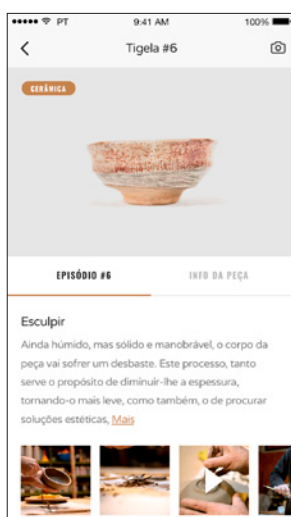 PT 9:41 AM 100%
Tigela #6
CERÂMICA
EPISÓDIO #6 INFO DA PEÇA
Esculpir
Ainda húmido, mas sólido e manobrável, o corpo da
peça vai sofrer um desbaste. Este processo, tanto
serve o propósito de diminuir-lhe a espessura,
tornando-o mais leve, como também, o de procurar
soluções estéticas, Mais